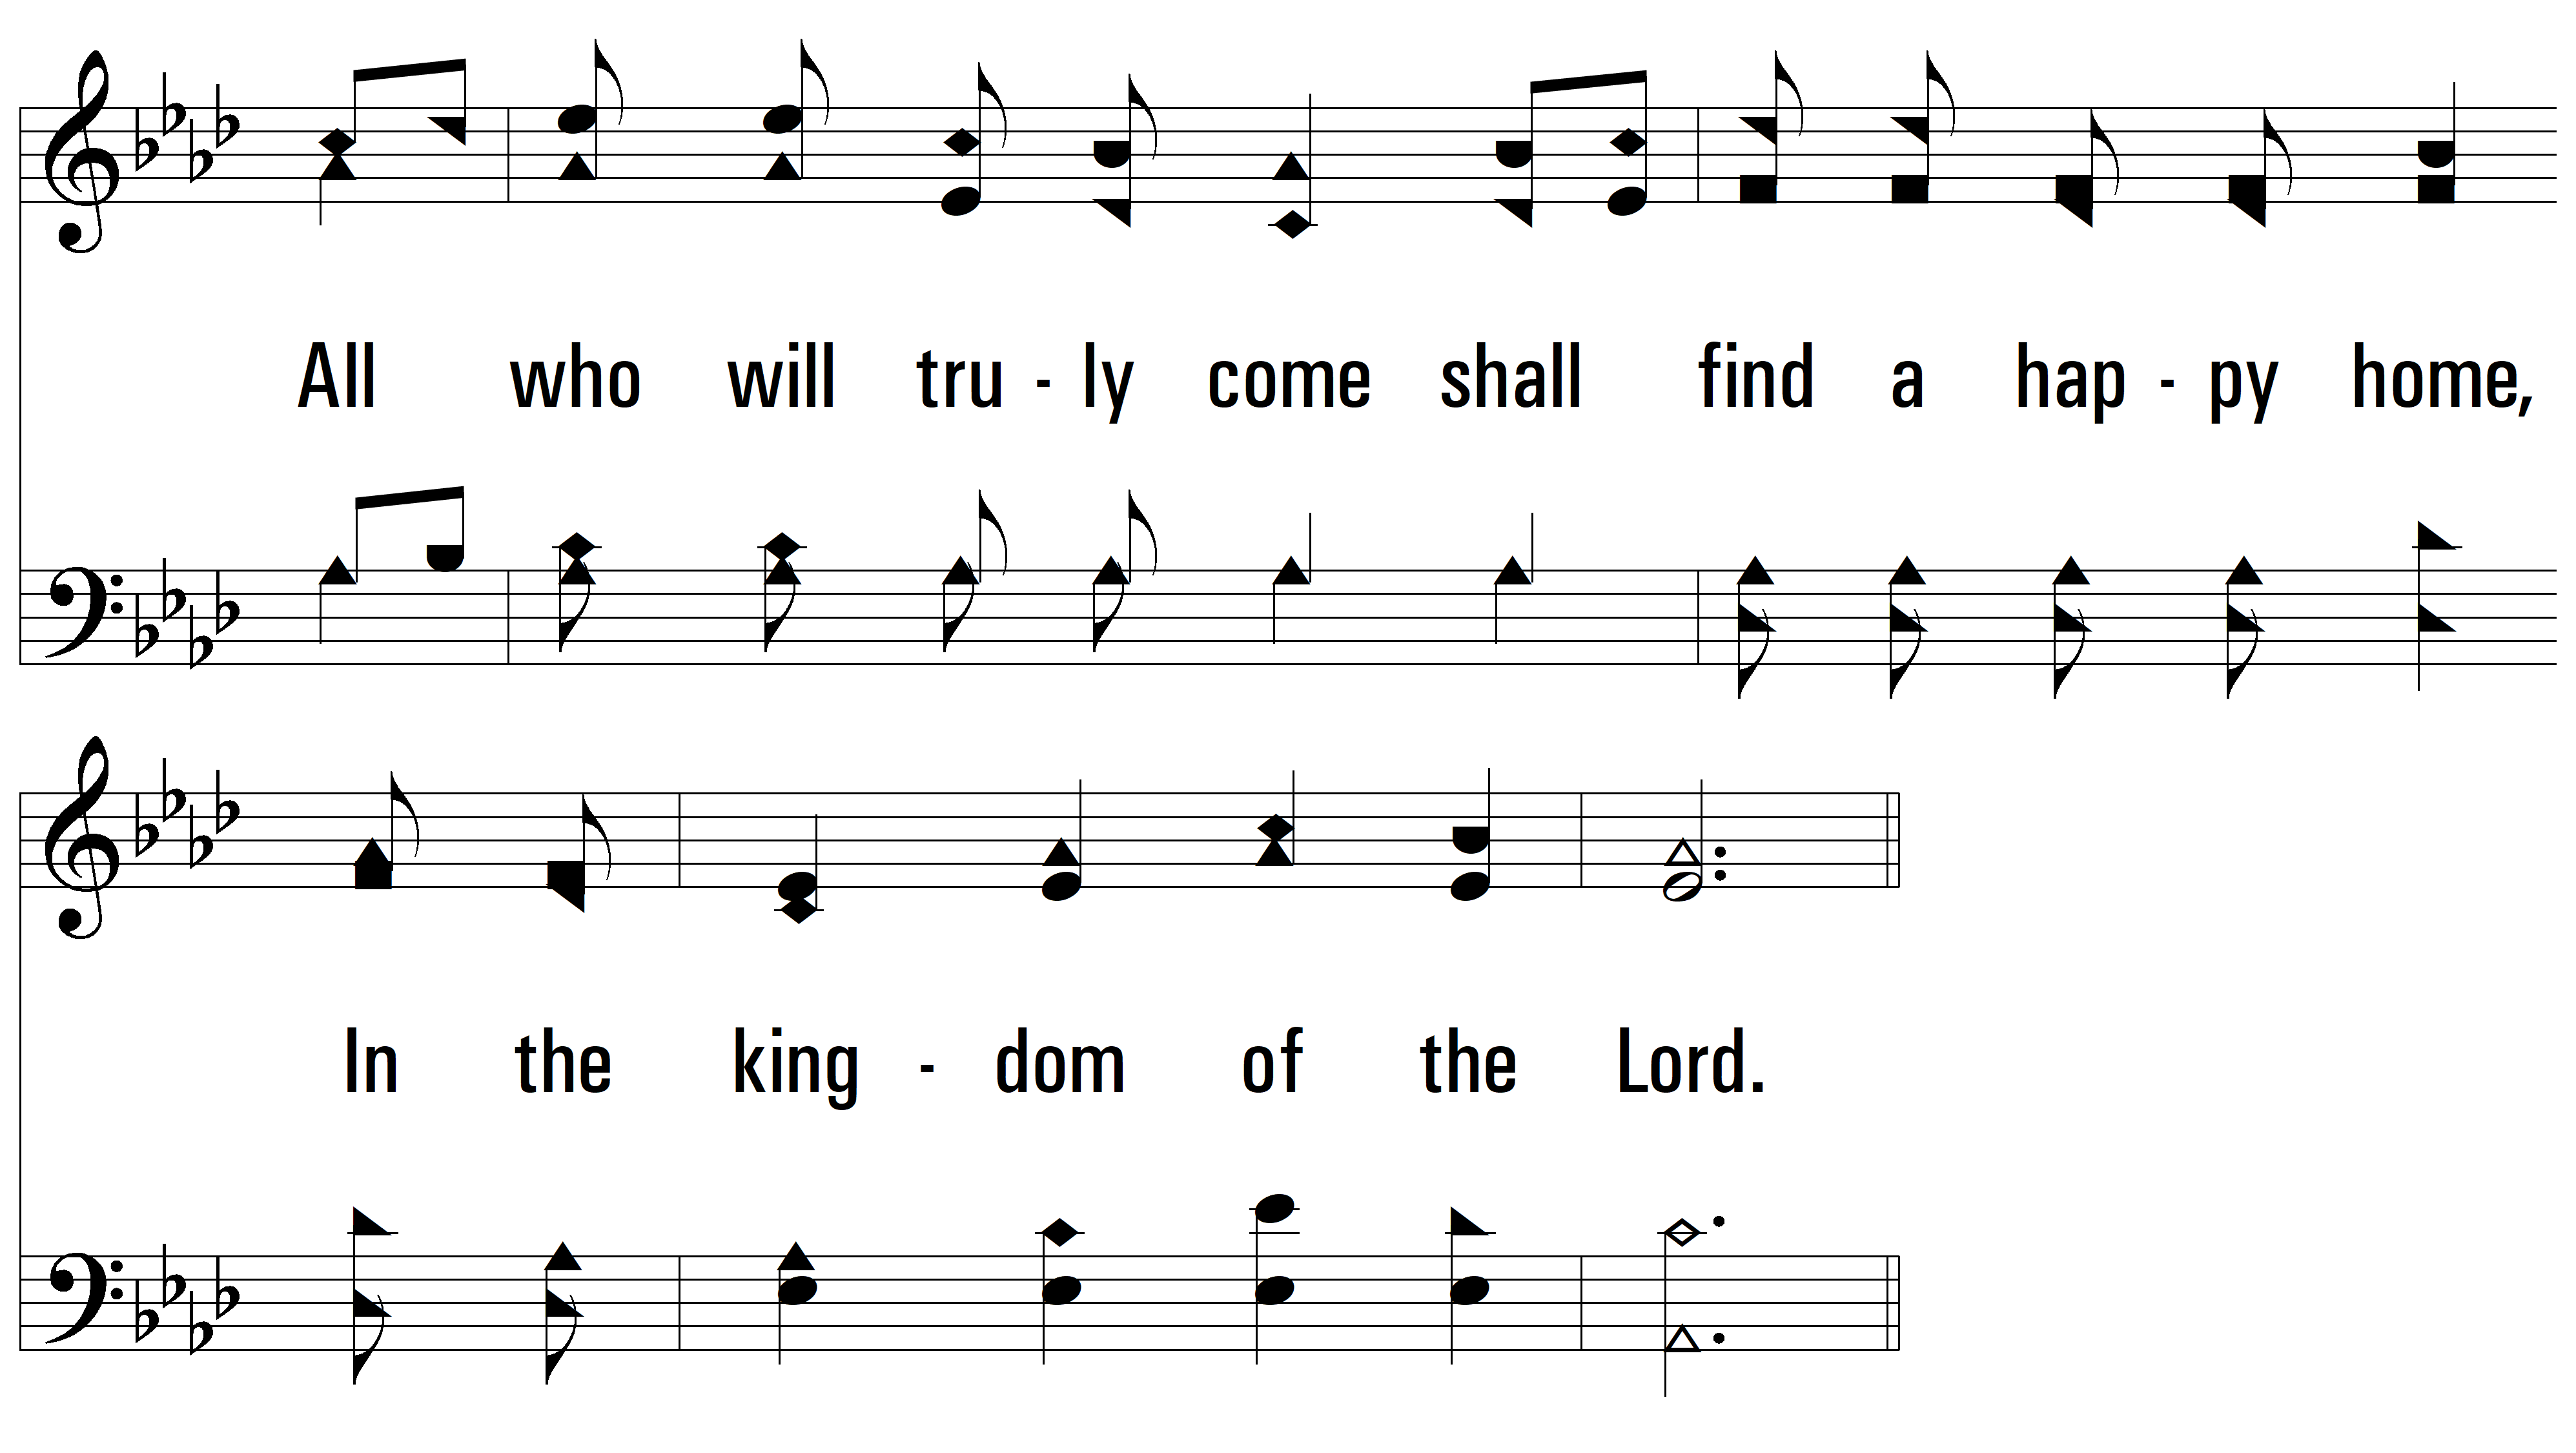 All who will tru - ly come shall find a hap - py home,
In the king - dom of the Lord.